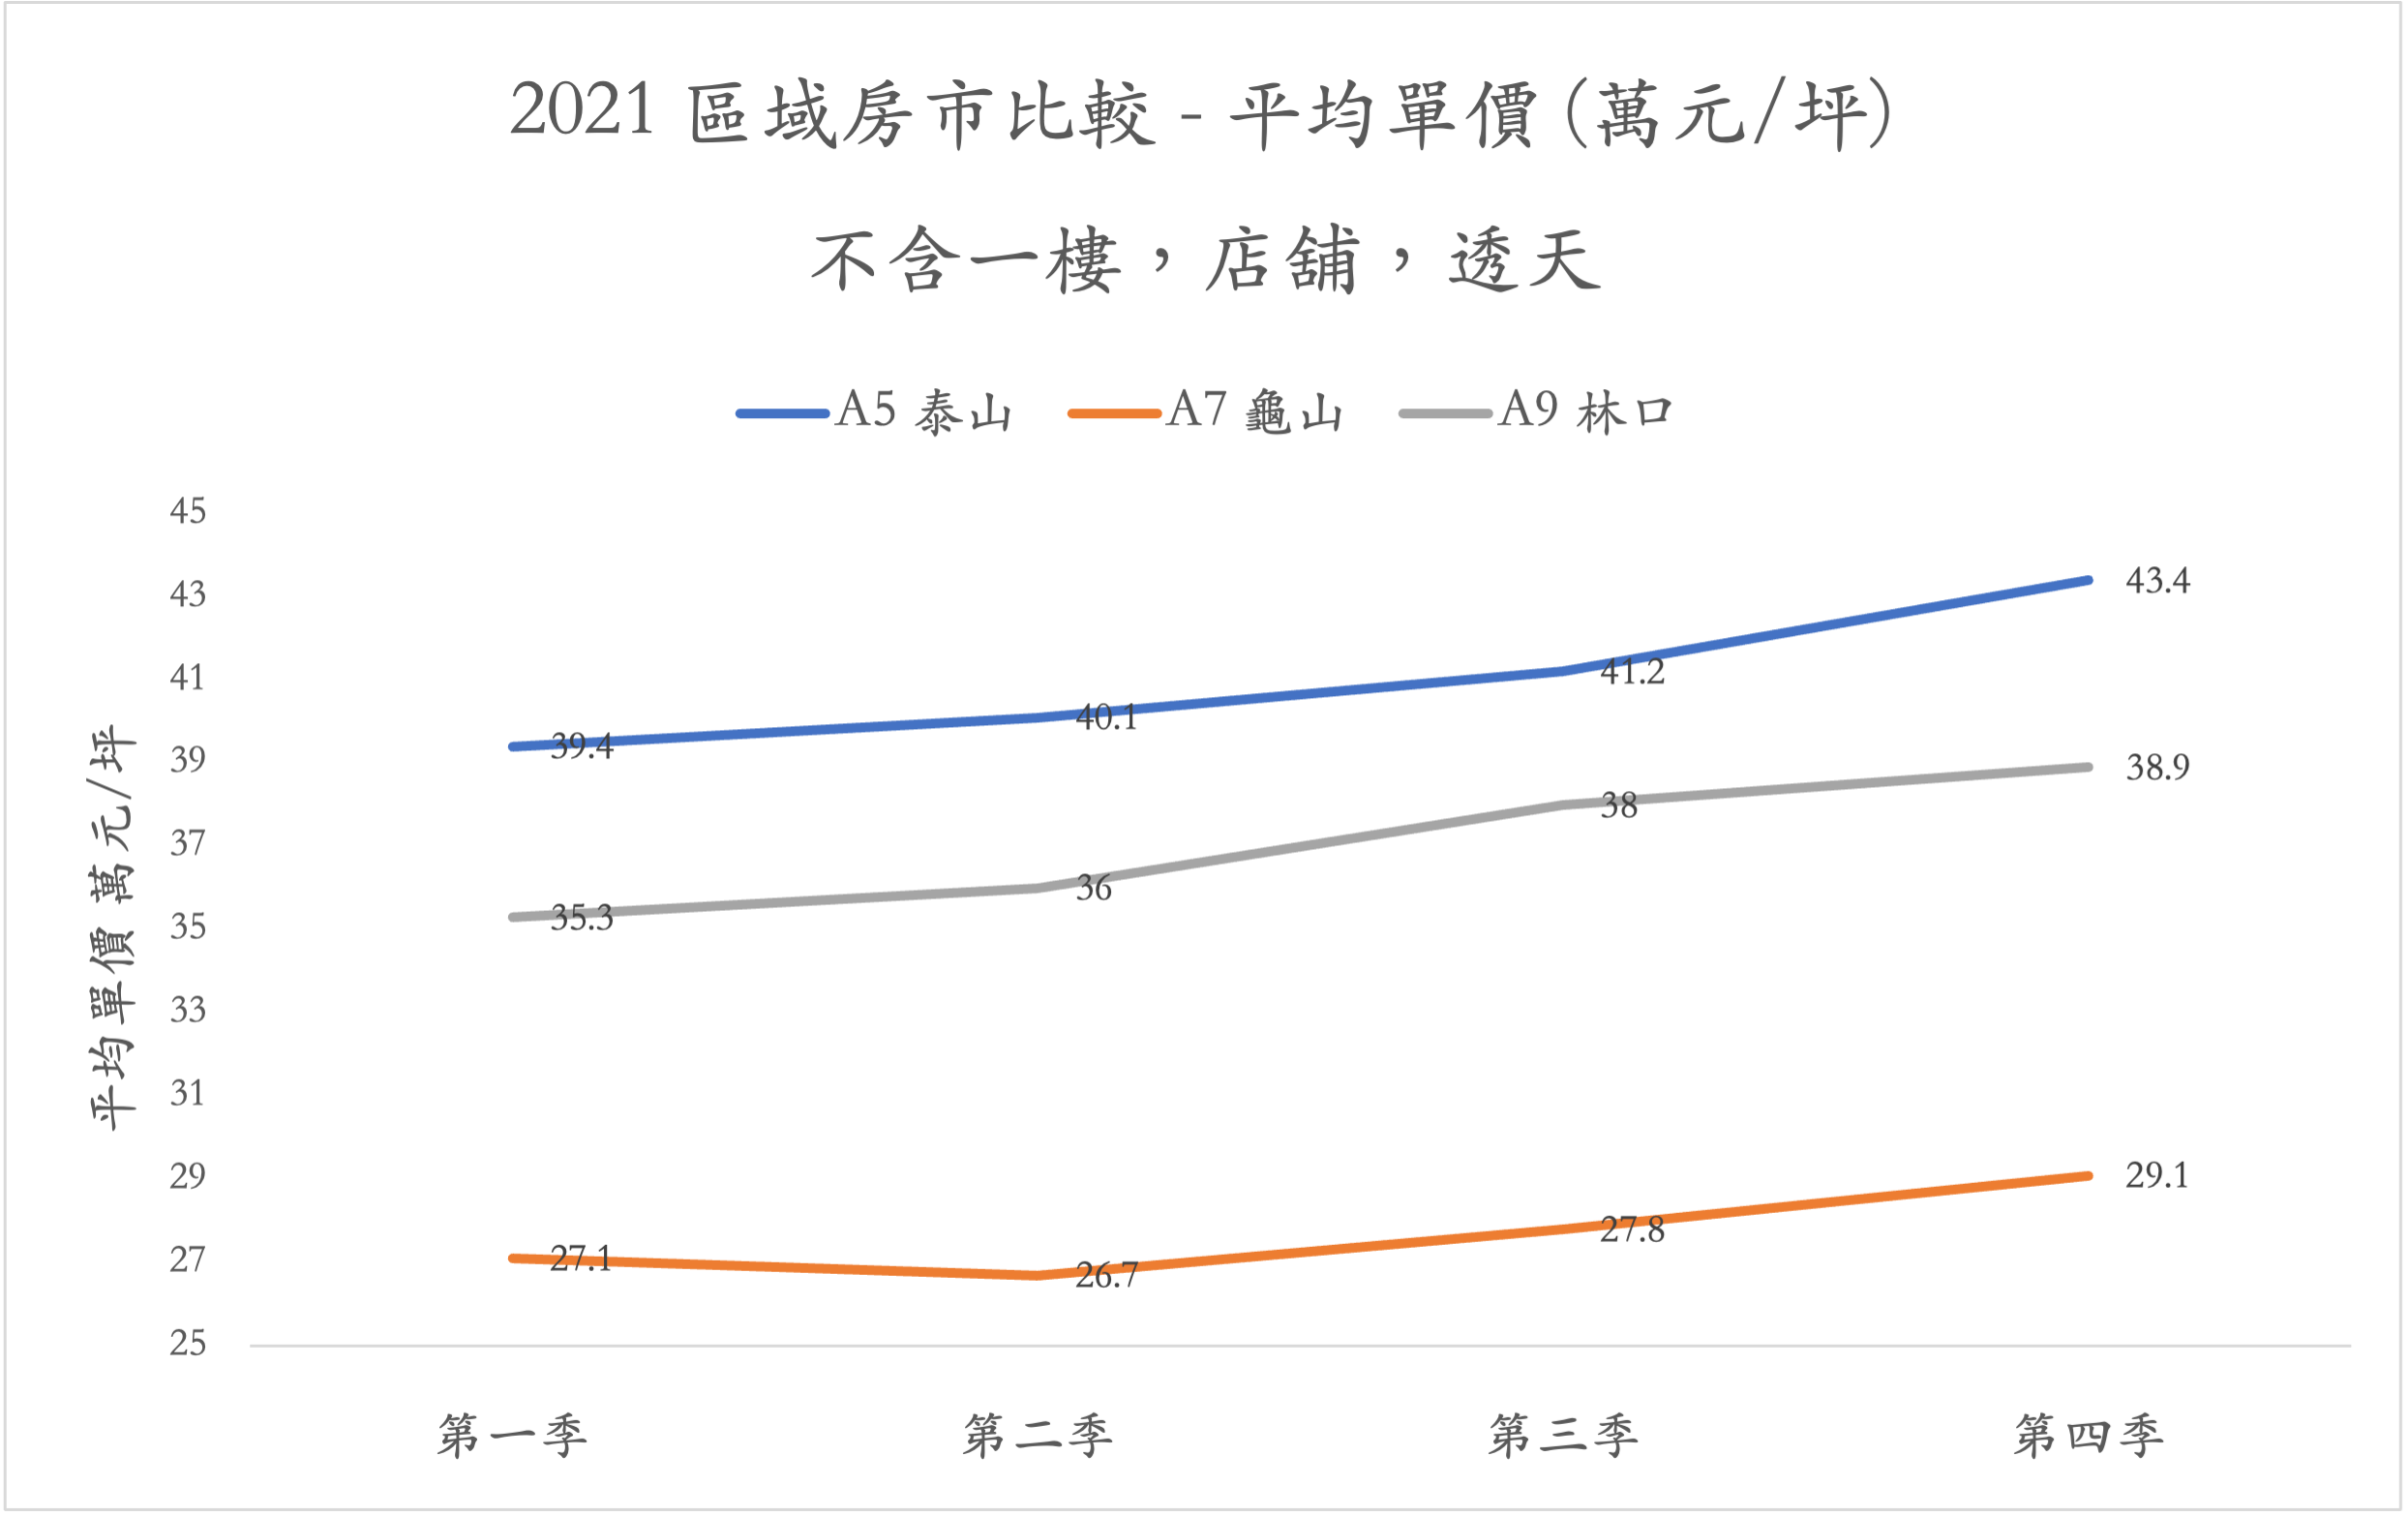 2021 區域房市比較 - 平均單價 (萬元/坪)
不含一樓，店舖，透天
A5 泰山 A7 龜山 A9 林口
平均單價 萬元/坪
45
43
41
39
37
35
33
31
29
27
25
39.4 40.1 41.2 43.4
35.3 36 38 38.9
27.1 26.7 27.8 29.1
第一季 第二季 第三季 第四季